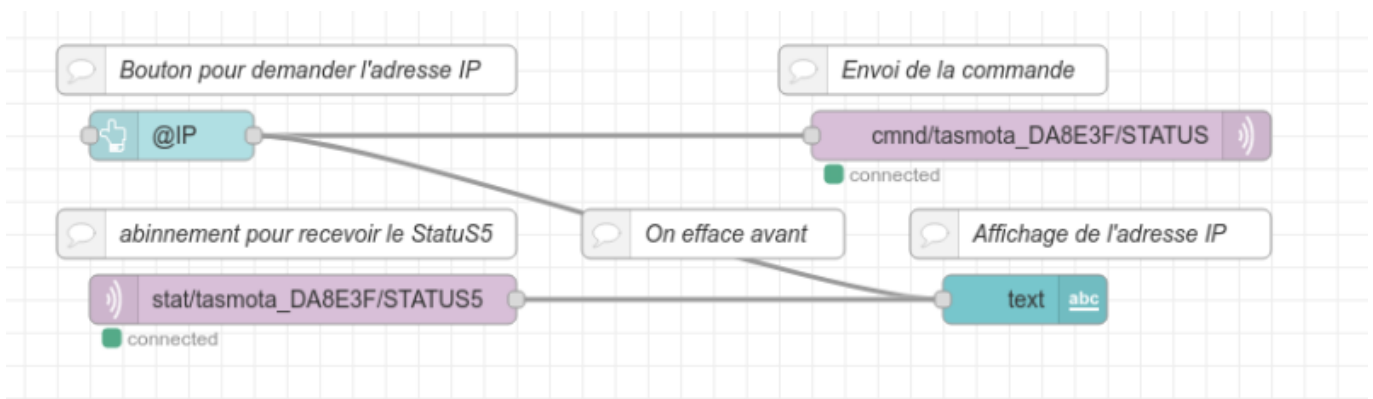 Bouton pour demander l'adresse IP
Envoi de la commande
@IP
cmnd/tasmota_DA8E3F/STATUS
connected
abinnement pour recevoir le StatuS5
On efface avant
Affichage de l'adresse IP
stat/tasmota_DA8E3F/STATUS5
text
abc
connected